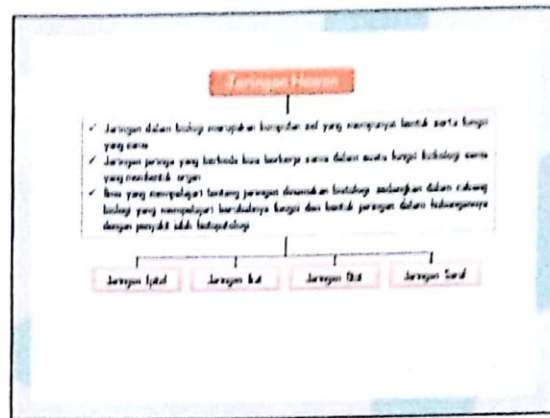 Jaringan Hewan
✓ Jaringan dalam biologi merupakan kumpulan sel yang mempunyai bentuk serta fungsi
yang sama
✓ Jaringan yang berbeda bisa bekerja sama dalam suatu fungsi fisiologi sama
yang membentuk organ
✓ Ilmu yang mempelajari tentang jaringan dinamakan histologi sedangkan dalam cabang
biologi yang mempelajari berubahnya fungsi dan bentuk jaringan dalam hubungannya
dengan penyakit ialah histopatologi
Jaringan Epitel
Jaringan Ikat
Jaringan Otot
Jaringan Saraf